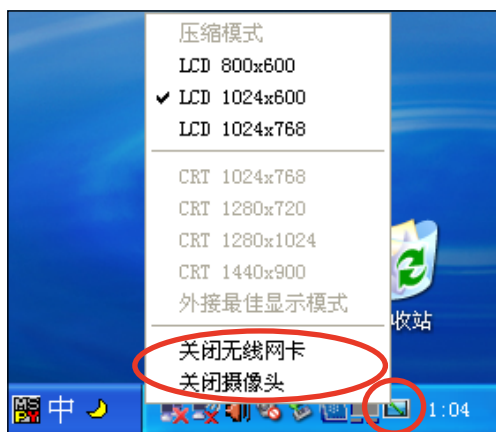 压缩模式
LCD 800x600
LCD 1024x600
LCD 1024x768
CRT 1024x768
CRT 1280x720
CRT 1280x1024
CRT 1440x900
外接最佳显示模式
收站
关闭无线网卡
关闭摄像头
MS
PY
中
1:04